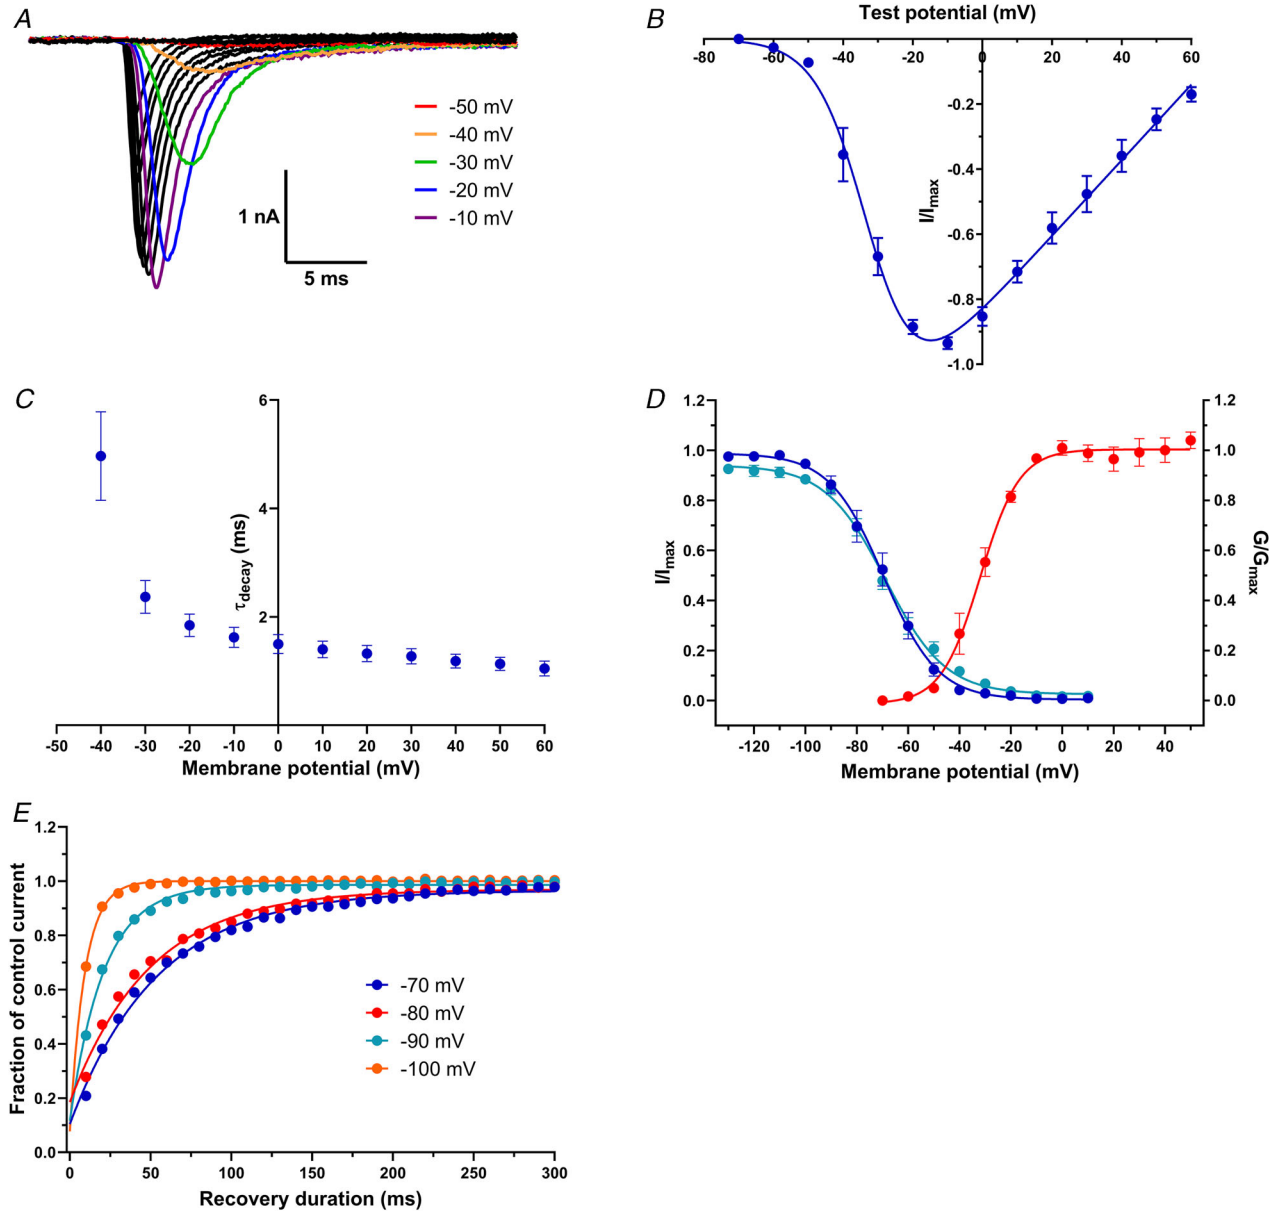 A
-50 mV
-40 mV
-30 mV
-20 mV
-10 mV
1 nA
5 ms
B
Test potential (mV)
-80 -60 -40 -20 0 20 40 60
-0.2
-0.4
-0.6
-0.8
-1.0
I/Imax
C
6
4
2
τdecay (ms)
-50 -40 -30 -20 -10 0 10 20 30 40 50 60
Membrane potential (mV)
D
1.2 1.2
1.0 1.0
0.8 0.8
0.6 0.6
0.4 0.4
0.2 0.2
0.0 0.0
I/Imax
G/Gmax
-120 -100 -80 -60 -40 -20 0 20 40
Membrane potential (mV)
E
1.2
1.0
0.8
0.6
0.4
0.2
0.0
Fraction of control current
-70 mV
-80 mV
-90 mV
-100 mV
0 50 100 150 200 250 300
Recovery duration (ms)